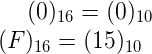 (0)₁₆ = (0)₁₀
(F)₁₆ = (15)₁₀